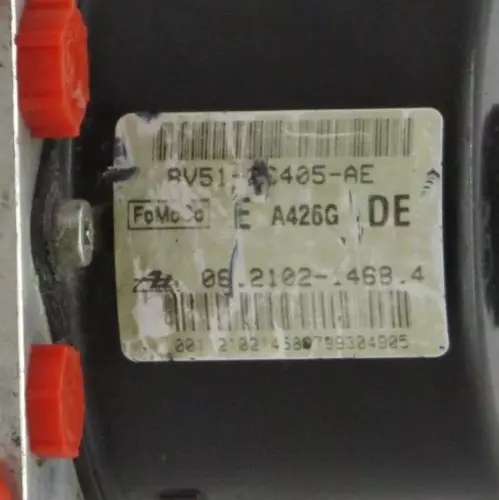 8V51-2C405-AE
FoMoCo E A426G DE
06.2102-1468.4